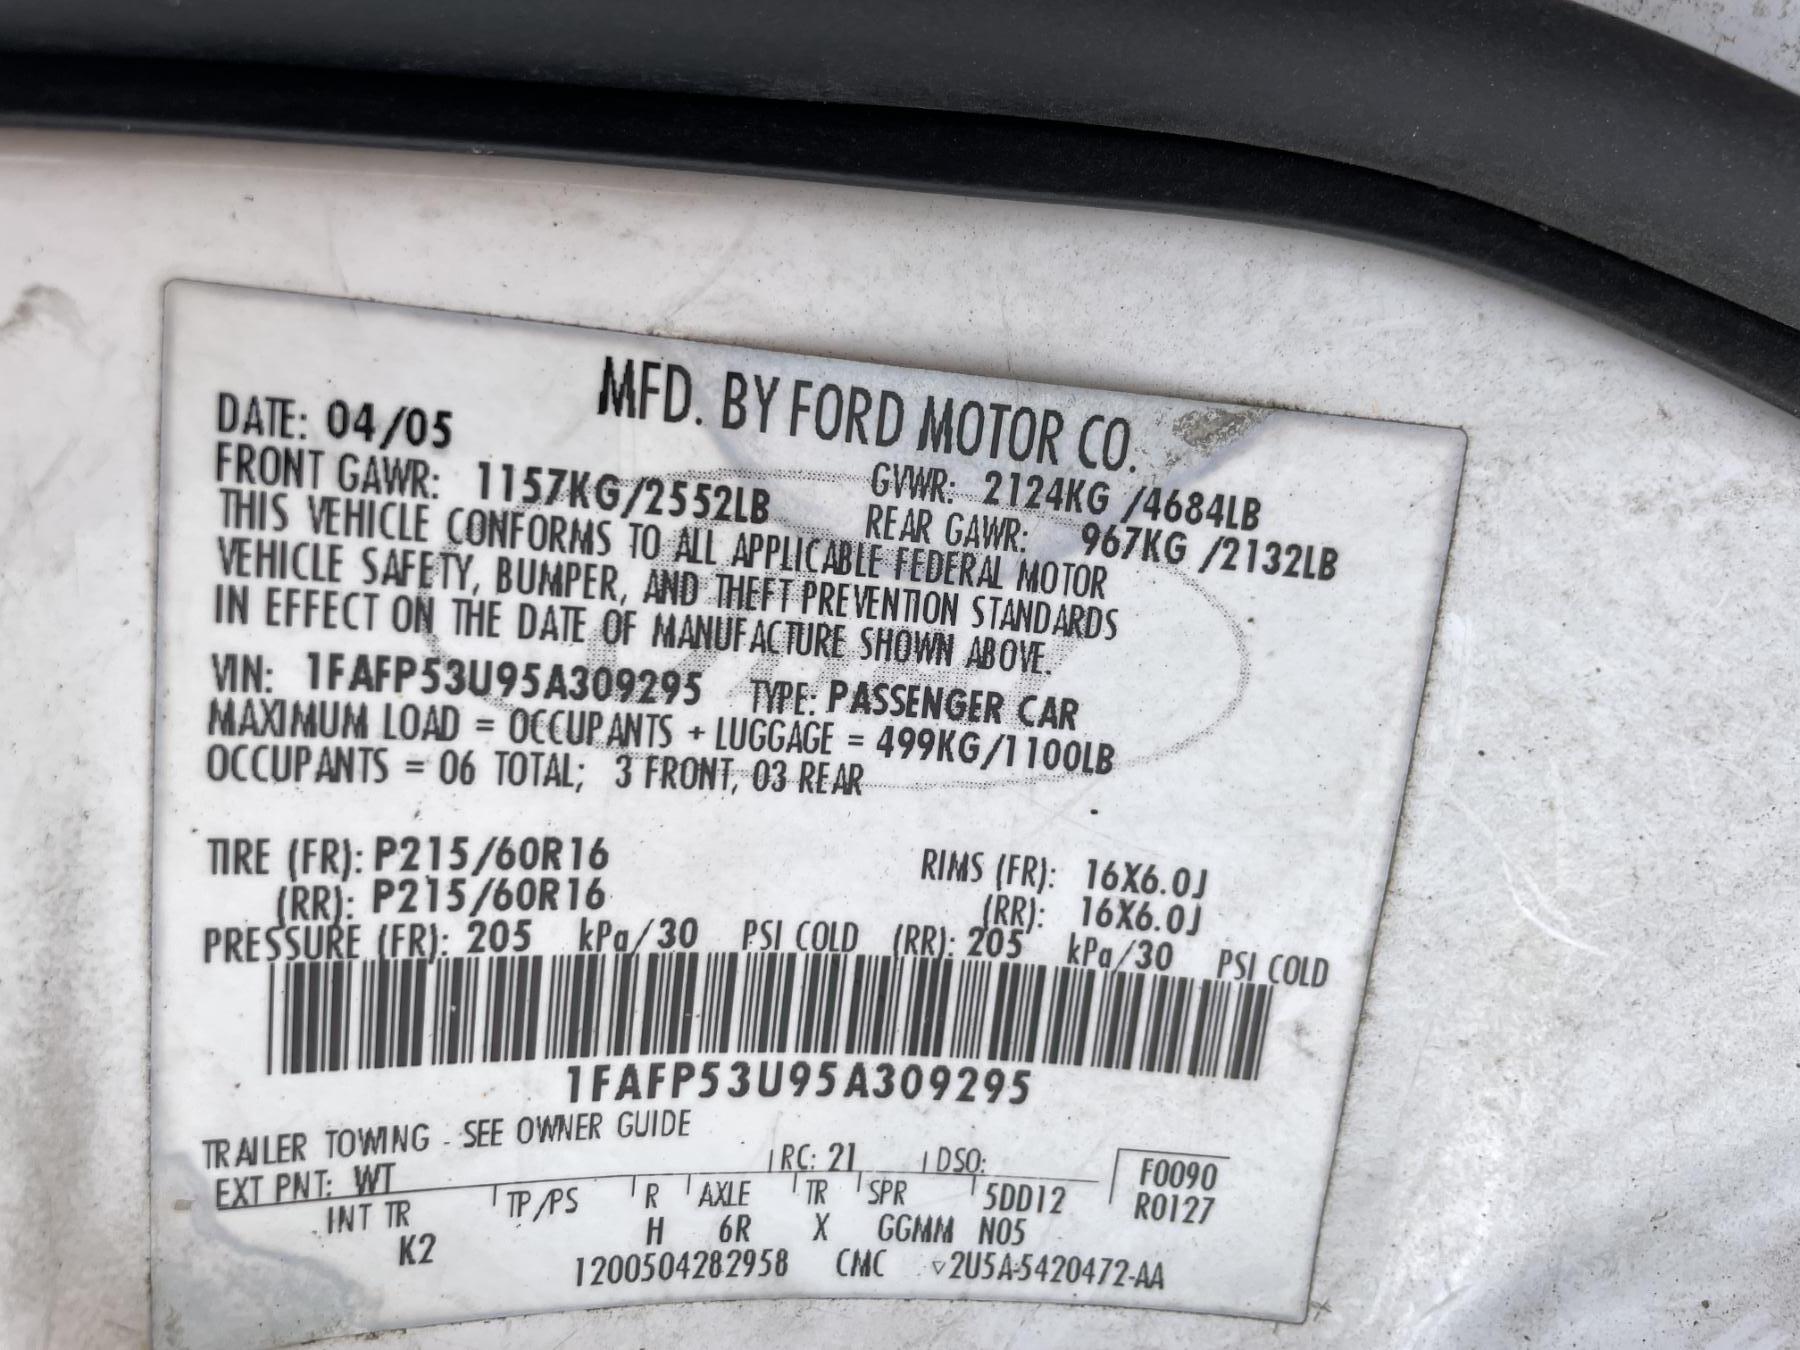 MFD. BY FORD MOTOR CO.
DATE: 04/05
GVWR: 2124KG /4684LB
FRONT GAWR: 1157KG/2552LB
REAR GAWR: 967KG /2132LB
THIS VEHICLE CONFORMS TO ALL APPLICABLE FEDERAL MOTOR
VEHICLE SAFETY, BUMPER, AND THEFT PREVENTION STANDARDS
IN EFFECT ON THE DATE OF MANUFACTURE SHOWN ABOVE.
VIN: 1FAFP53U95A309295 TYPE: PASSENGER CAR
MAXIMUM LOAD = OCCUPANTS + LUGGAGE = 499KG/1100LB
OCCUPANTS = 06 TOTAL; 3 FRONT, 03 REAR
TIRE (FR): P215/60R16 RIMS (FR): 16X6.0J
(RR): P215/60R16 (RR): 16X6.0J
PRESSURE (FR): 205 kPa/30 PSI COLD (RR): 205 kPa/30 PSI COLD
1FAFP53U95A309295
TRAILER TOWING - SEE OWNER GUIDE
EXT PNT: WT RC: 21 DSO: F0090
INT TR TP/PS R AXLE TR SPR 5DD12 R0127
K2 H 6R X GGMM N05
1200504282958 CMC ▽2U5A-5420472-AA